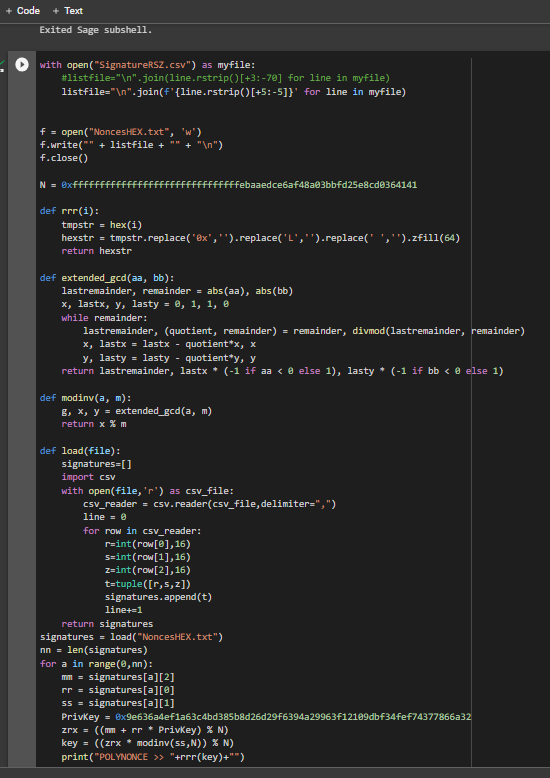 + Code + Text
Exited Sage subshell.
with open("SignatureRSZ.csv") as myfile:
#listfile="\n".join(line.rstrip()[+3:-70] for line in myfile)
listfile="\n".join(f'{line.rstrip()[+5:-5]}' for line in myfile)
f = open("NoncesHEX.txt", 'w')
f.write("" + listfile + "" + "\n")
f.close()
N = 0xfffffffffffffffffffffffffffffffebaaedce6af48a03bbfd25e8cd0364141
def rrr(i):
tmpstr = hex(i)
hexstr = tmpstr.replace('0x','').replace('L','').replace(' ','').zfill(64)
return hexstr
def extended_gcd(aa, bb):
lastremainder, remainder = abs(aa), abs(bb)
x, lastx, y, lasty = 0, 1, 1, 0
while remainder:
lastremainder, (quotient, remainder) = remainder, divmod(lastremainder, remainder)
x, lastx = lastx - quotient*x, x
y, lasty = lasty - quotient*y, y
return lastremainder, lastx * (-1 if aa < 0 else 1), lasty * (-1 if bb < 0 else 1)
def modinv(a, m):
g, x, y = extended_gcd(a, m)
return x % m
def load(file):
signatures=[]
import csv
with open(file,'r') as csv_file:
csv_reader = csv.reader(csv_file,delimiter=",")
line = 0
for row in csv_reader:
r=int(row[0],16)
s=int(row[1],16)
z=int(row[2],16)
t=tuple([r,s,z])
signatures.append(t)
line+=1
return signatures
signatures = load("NoncesHEX.txt")
nn = len(signatures)
for a in range(0,nn):
mm = signatures[a][2]
rr = signatures[a][0]
ss = signatures[a][1]
PrivKey = 0x9e636a4ef1a63c4bd385b8d26d29f6394a29963f12109dbf34fef74377866a32
zrx = ((mm + rr * PrivKey) % N)
key = ((zrx * modinv(ss,N)) % N)
print("POLYNONCE >> "+rrr(key)+"")